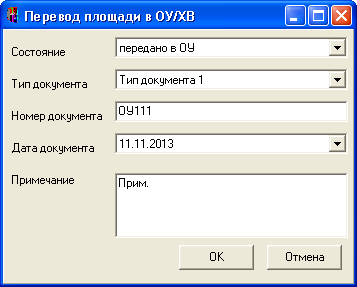 Перевод площади в ОУ/ХВ
Состояние передано в ОУ
Тип документа Тип документа 1
Номер документа ОУ111
Дата документа 11.11.2013
Примечание Прим.
OK Отмена